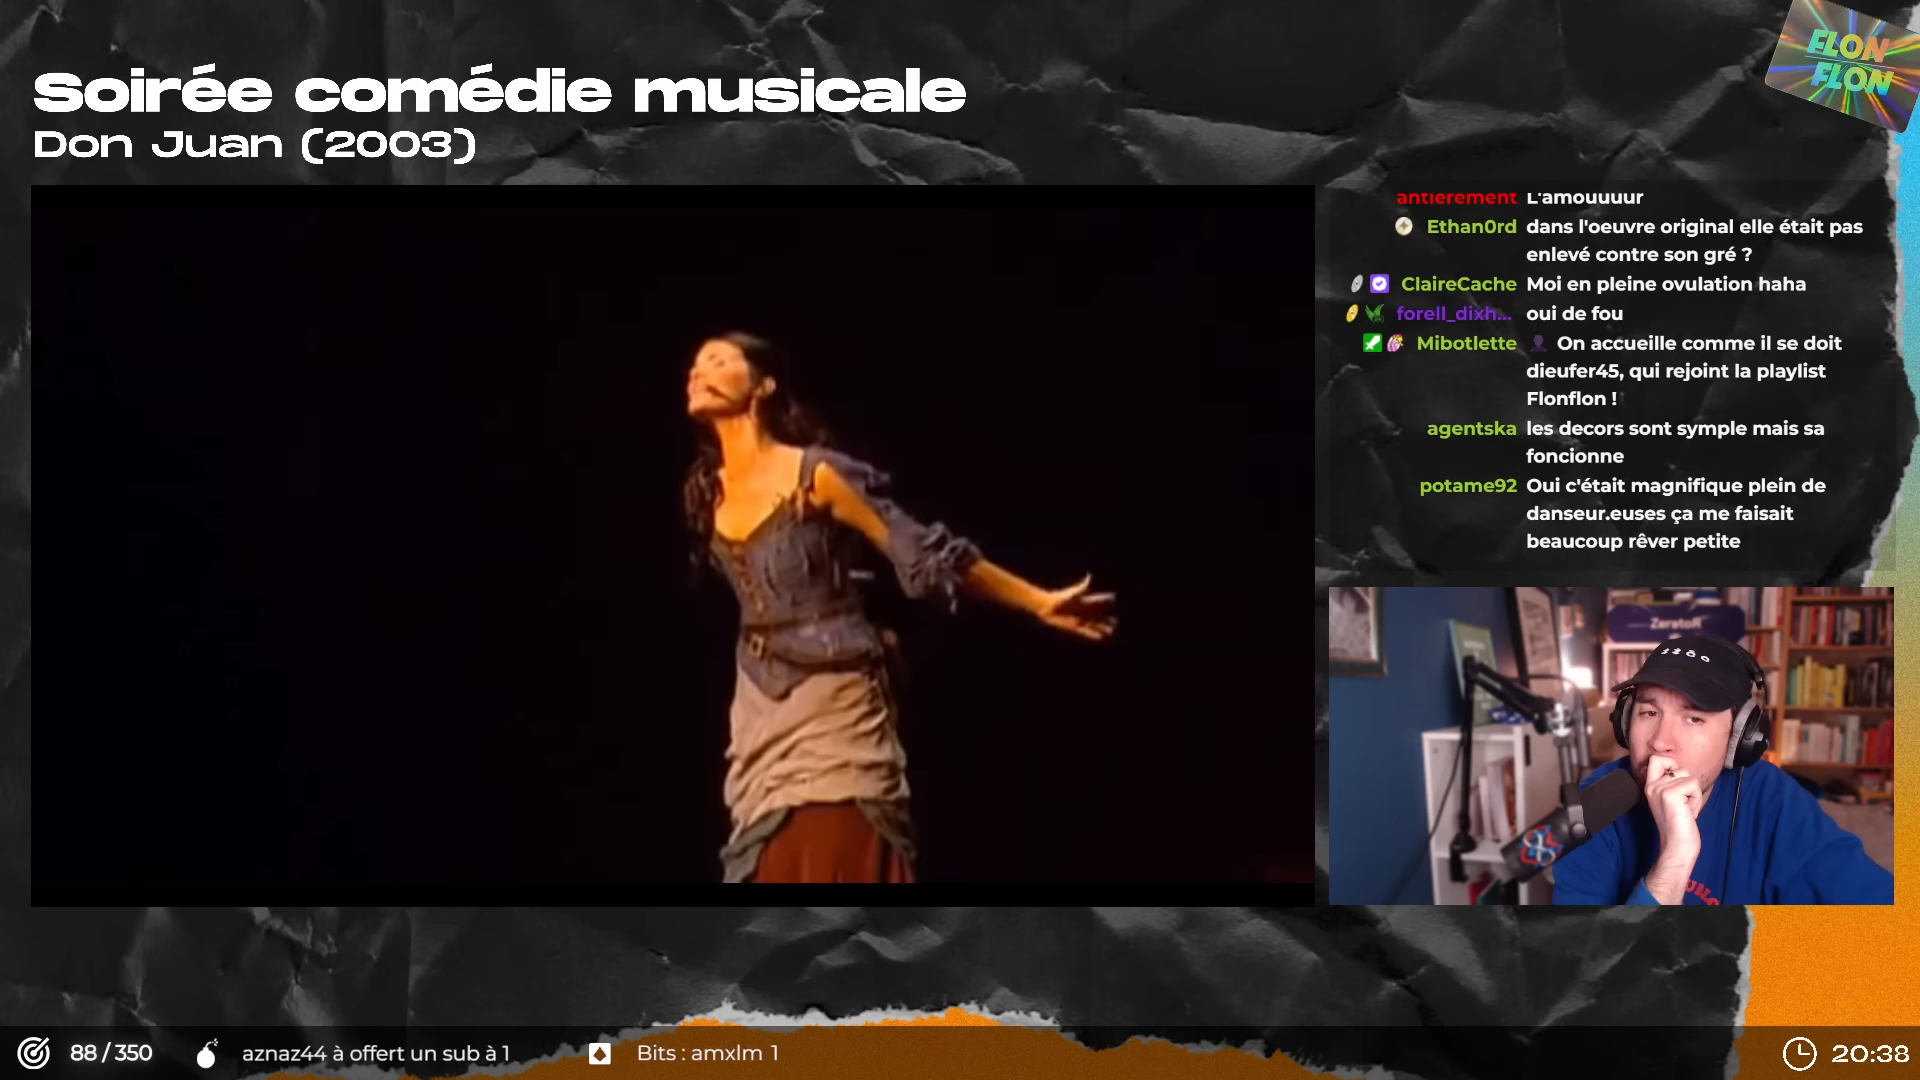 Soirée comédie musicale
Don Juan (2003)
FLON
FLON
antierement L'amouuuur
Ethan0rd dans l'oeuvre original elle était pas
enlevé contre son gré ?
ClaireCache Moi en pleine ovulation haha
forell_dixh... oui de fou
Mibotlette On accueille comme il se doit
dieufer45, qui rejoint la playlist
Flonflon !
agentska les decors sont symple mais sa
foncionne
potame92 Oui c'était magnifique plein de
danseur.euses ça me faisait
beaucoup rêver petite
ZeratoR
88 / 350
aznaz44 à offert un sub à 1
Bits : amxlm 1
20:38